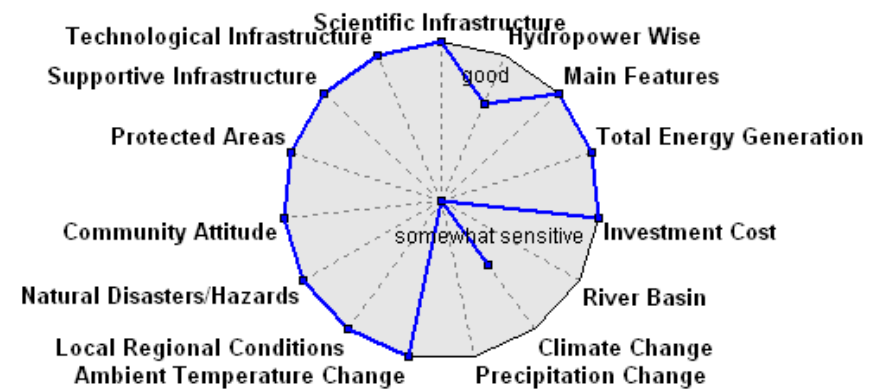 Scientific Infrastructure
Technological Infrastructure
Hydropower Wise
Supportive Infrastructure
good
Main Features
Protected Areas
Total Energy Generation
Community Attitude
somewhat sensitive
Investment Cost
Natural Disasters/Hazards
River Basin
Local Regional Conditions
Climate Change
Ambient Temperature Change
Precipitation Change